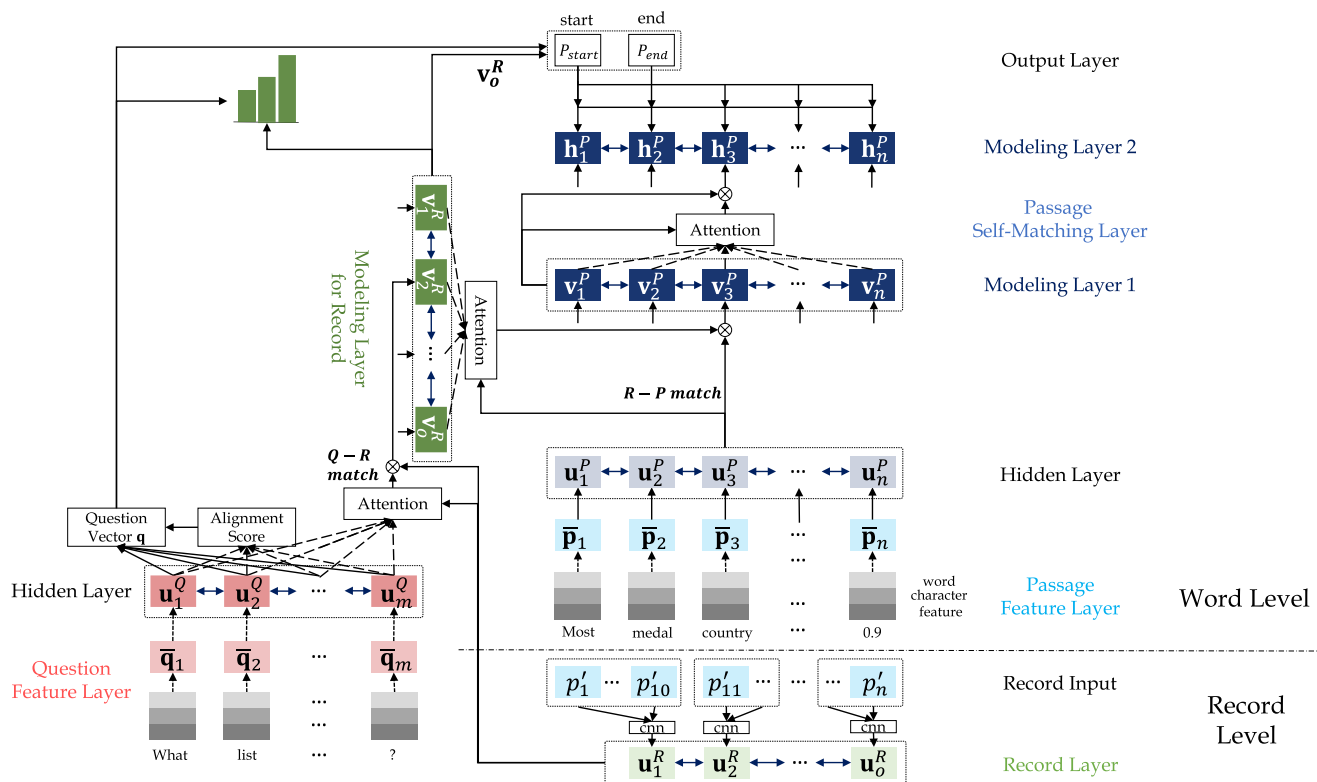 start
end
P_start
P_end
Output Layer
v_o^R
h_1^P
h_2^P
h_3^P
...
h_n^P
Modeling Layer 2
Passage
Self-Matching Layer
Attention
v_1^P
v_2^P
v_3^P
...
v_n^P
Modeling Layer 1
v_1^R
v_2^R
...
v_o^R
Modeling Layer
for Record
Attention
R − P match
Q − R
match
Attention
u_1^P
u_2^P
u_3^P
...
u_n^P
Hidden Layer
Question
Vector q
Alignment
Score
p̅_1
p̅_2
p̅_3
...
p̅_n
...
word
character
feature
Passage
Feature Layer
Word Level
Most
medal
country
...
0.9
Hidden Layer
u_1^Q
u_2^Q
...
u_m^Q
Question
Feature Layer
q̅_1
q̅_2
...
q̅_m
...
What
list
...
?
p′_1
...
p′_10
p′_11
...
...
p′_n
Record Input
cnn
cnn
cnn
Record
Level
u_1^R
u_2^R
...
u_o^R
Record Layer